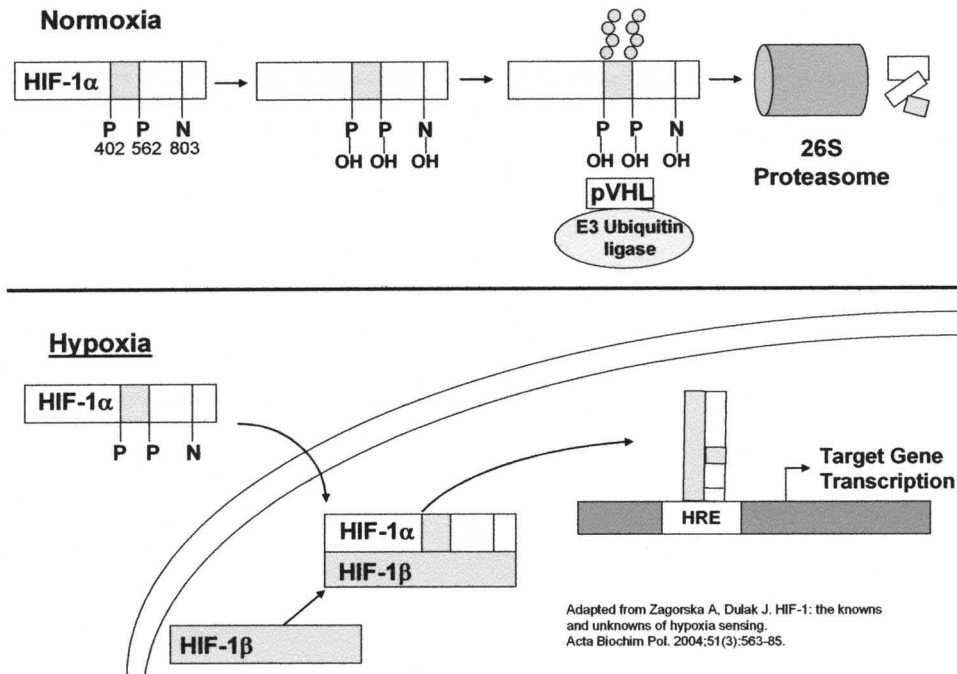 Normoxia
HIF-1α
P P N
402 562 803
P P N
OH OH OH
P P N
OH OH OH
pVHL
E3 Ubiquitin
ligase
26S
Proteasome
Hypoxia
HIF-1α
P P N
HIF-1α
HIF-1β
HIF-1β
HRE
Target Gene
Transcription
Adapted from Zagorska A, Dulak J. HIF-1: the knowns
and unknowns of hypoxia sensing.
Acta Biochim Pol. 2004;51(3):563–85.